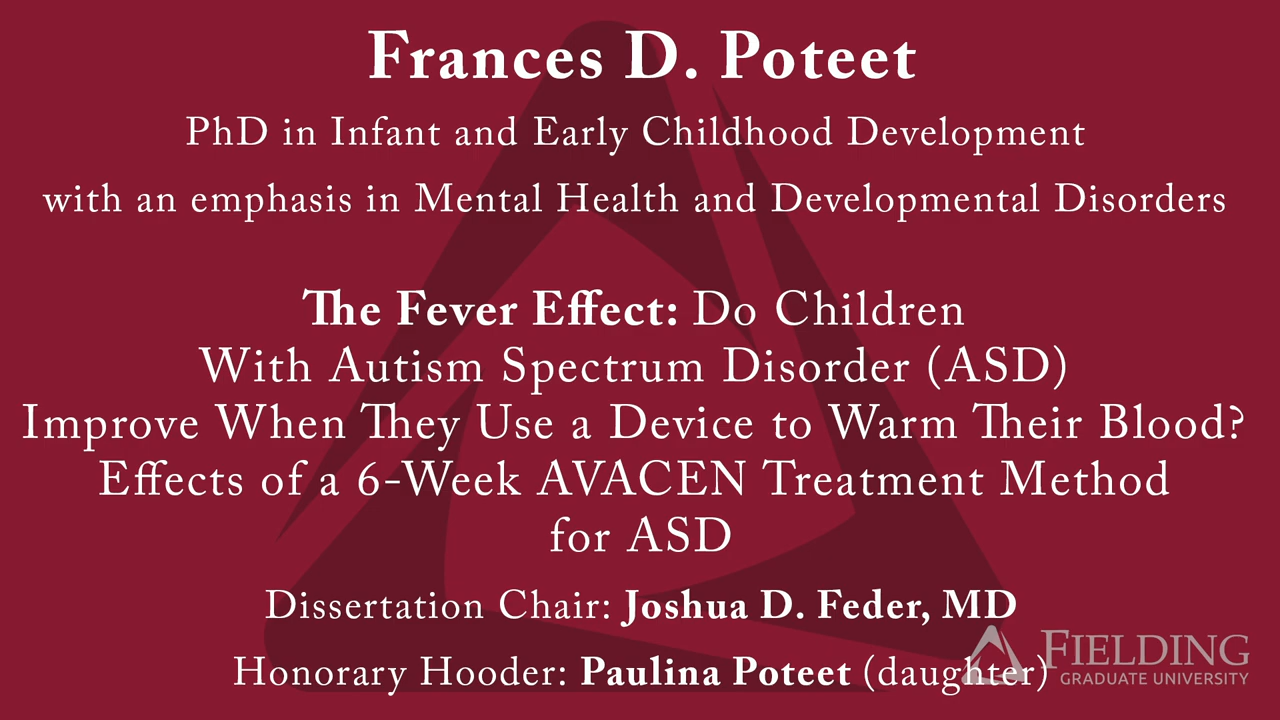 Frances D. Poteet
PhD in Infant and Early Childhood Development
with an emphasis in Mental Health and Developmental Disorders
The Fever Effect: Do Children
With Autism Spectrum Disorder (ASD)
Improve When They Use a Device to Warm Their Blood?
Effects of a 6-Week AVACEN Treatment Method
for ASD
Dissertation Chair: Joshua D. Feder, MD
Honorary Hooder: Paulina Poteet (daughter)
FIELDING
GRADUATE UNIVERSITY